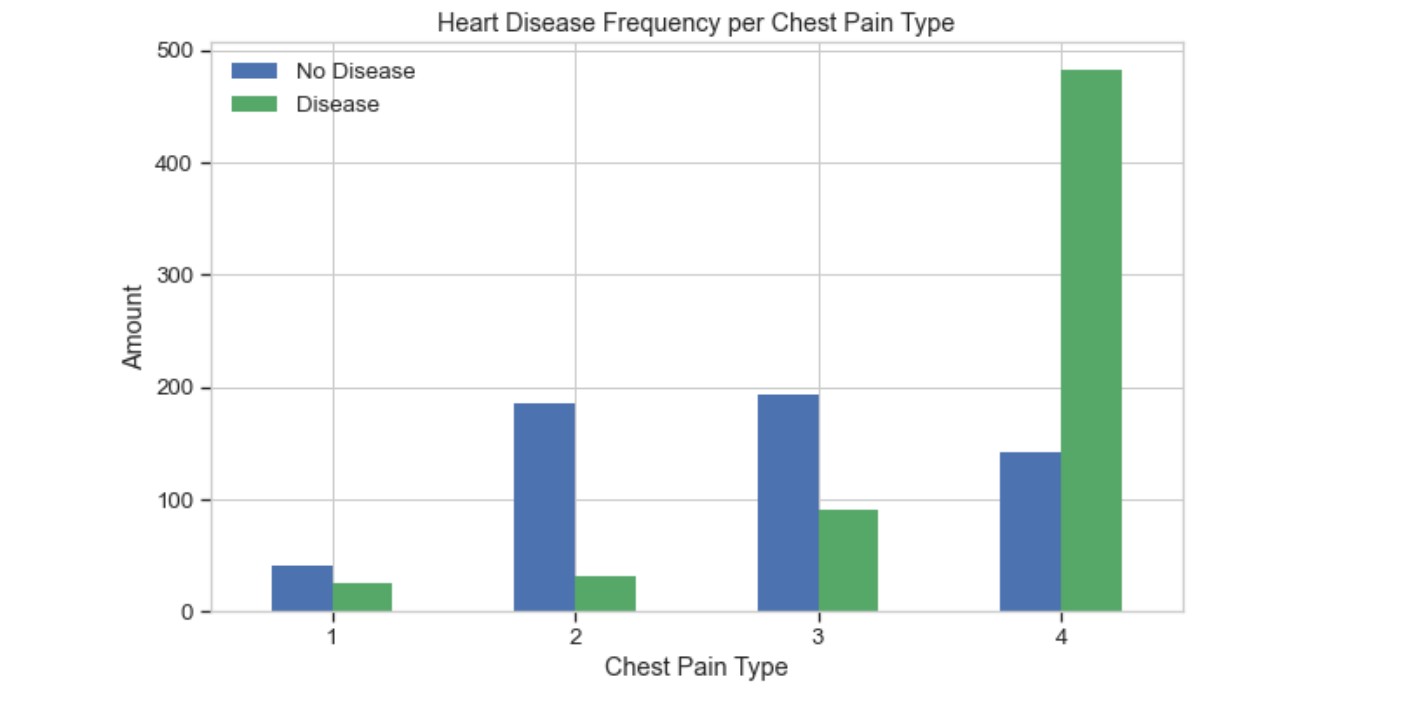 Heart Disease Frequency per Chest Pain Type
500
No Disease
Disease
400
300
Amount
200
100
0
1 2 3 4
Chest Pain Type